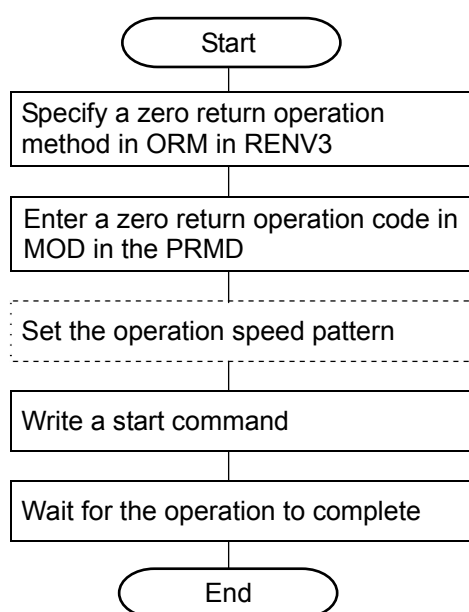 Start
Specify a zero return operation
method in ORM in RENV3
Enter a zero return operation code in
MOD in the PRMD
Set the operation speed pattern
Write a start command
Wait for the operation to complete
End